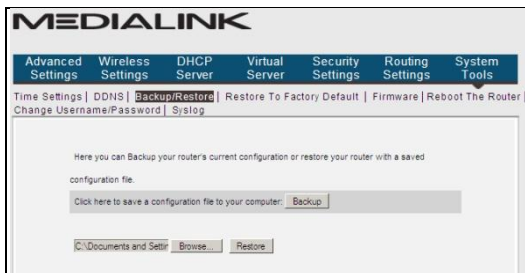 MEDIALINK
Advanced Settings Wireless Settings DHCP Server Virtual Server Security Settings Routing Settings System Tools
Time Settings | DDNS | Backup/Restore | Restore To Factory Default | Firmware | Reboot The Router |
Change Username/Password | Syslog
Here you can Backup your router's current configuration or restore your router with a saved
configuration file.
Click here to save a configuration file to your computer: Backup
C:\Documents and Settir Browse... Restore